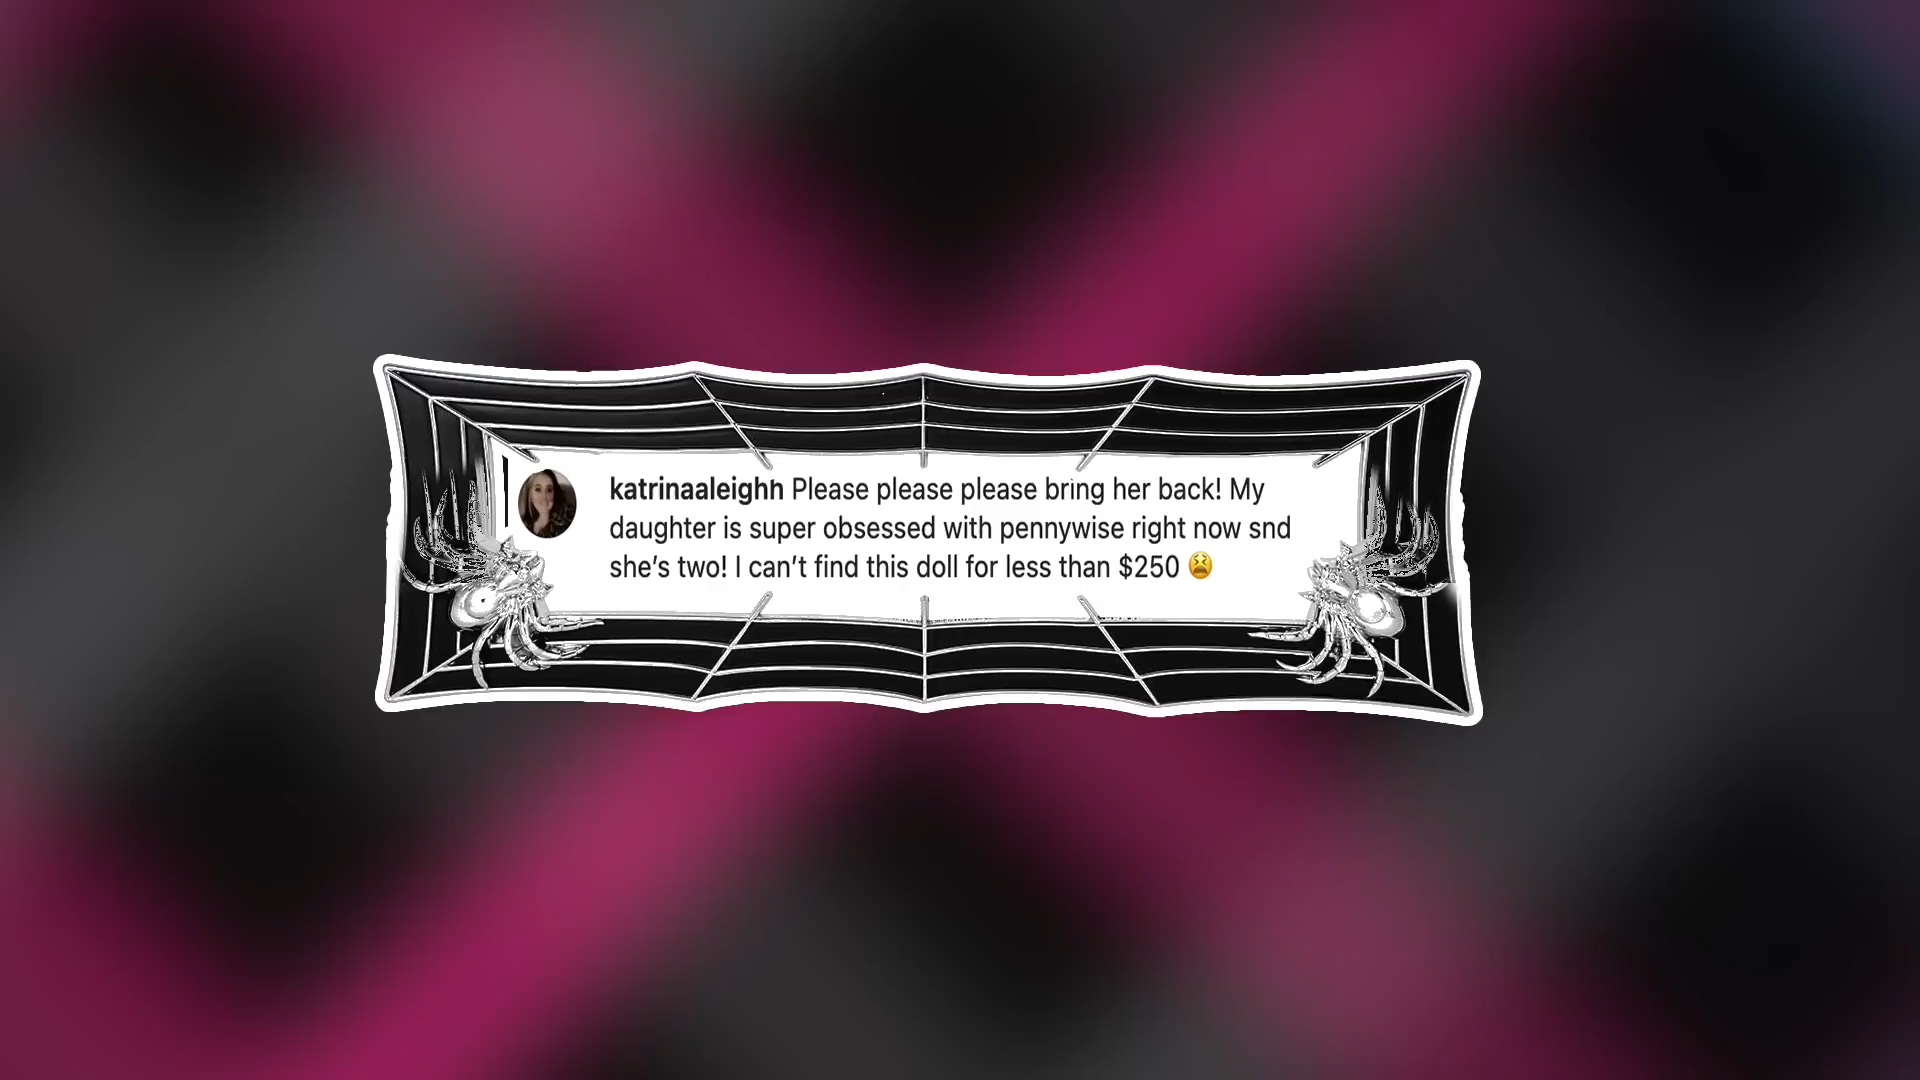 katrinaaleighn Please please please bring her back! My
daughter is super obsessed with pennywise right now snd
she’s two! I can’t find this doll for less than $250 😫